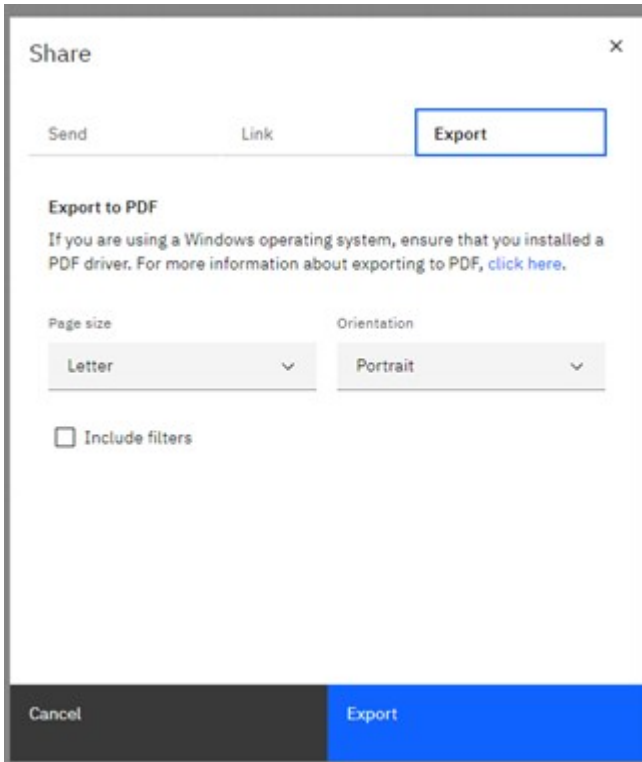 Share
Send
Link
Export
Export to PDF
If you are using a Windows operating system, ensure that you installed a
PDF driver. For more information about exporting to PDF, click here.
Page size
Orientation
Letter
Portrait
Include filters
Cancel
Export